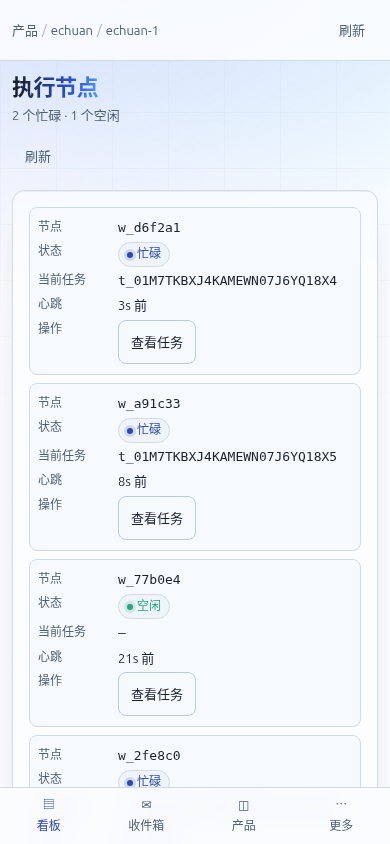 产品 / echuan / echuan-1
刷新
执行节点
2 个忙碌 · 1 个空闲
刷新
节点 w_d6f2a1
状态 忙碌
当前任务 t_01M7TKBXJ4KAMEWN07J6YQ18X4
心跳 3s 前
操作 查看任务
节点 w_a91c33
状态 忙碌
当前任务 t_01M7TKBXJ4KAMEWN07J6YQ18X5
心跳 8s 前
操作 查看任务
节点 w_77b0e4
状态 空闲
当前任务 —
心跳 21s 前
操作 查看任务
节点 w_2fe8c0
状态 忙碌
看板 收件箱 产品 更多